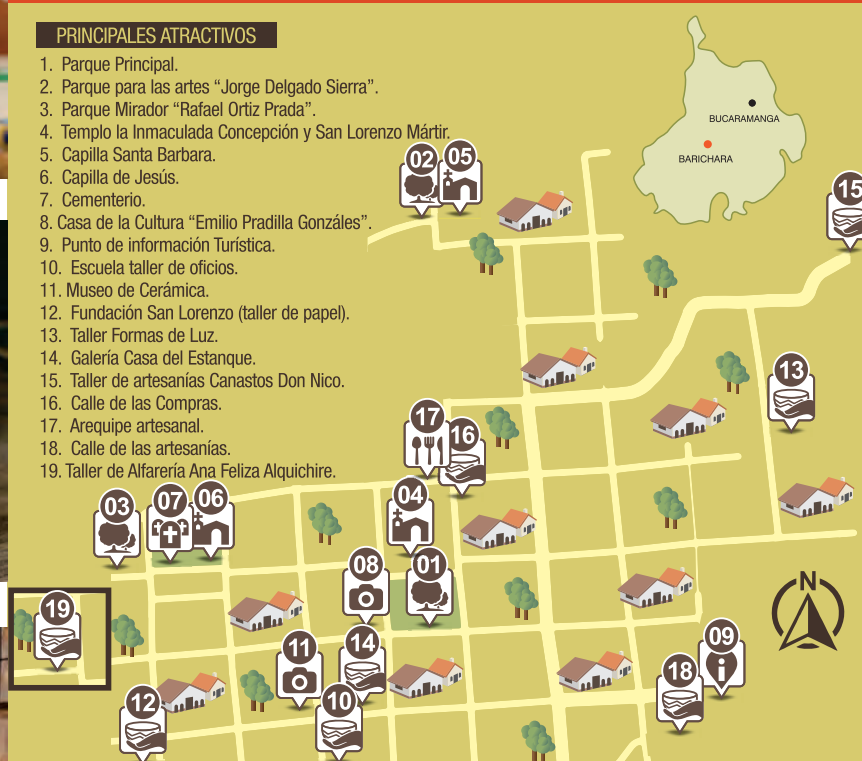 PRINCIPALES ATRACTIVOS
1. Parque Principal.
2. Parque para las artes “Jorge Delgado Sierra”.
3. Parque Mirador “Rafael Ortiz Prada”.
4. Templo la Inmaculada Concepción y San Lorenzo Mártir.
5. Capilla Santa Barbara.
6. Capilla de Jesús.
7. Cementerio.
8. Casa de la Cultura “Emilio Pradilla Gonzáles”.
9. Punto de información Turística.
10. Escuela taller de oficios.
11. Museo de Cerámica.
12. Fundación San Lorenzo (taller de papel).
13. Taller Formas de Luz.
14. Galería Casa del Estanque.
15. Taller de artesanías Canastos Don Nico.
16. Calle de las Compras.
17. Arequipe artesanal.
18. Calle de las artesanías.
19. Taller de Alfarería Ana Feliza Alquichire.
BUCARAMANGA
BARICHARA
02
05
15
13
17
16
04
03
07
06
08
01
19
N
11
14
09
18
12
10
i